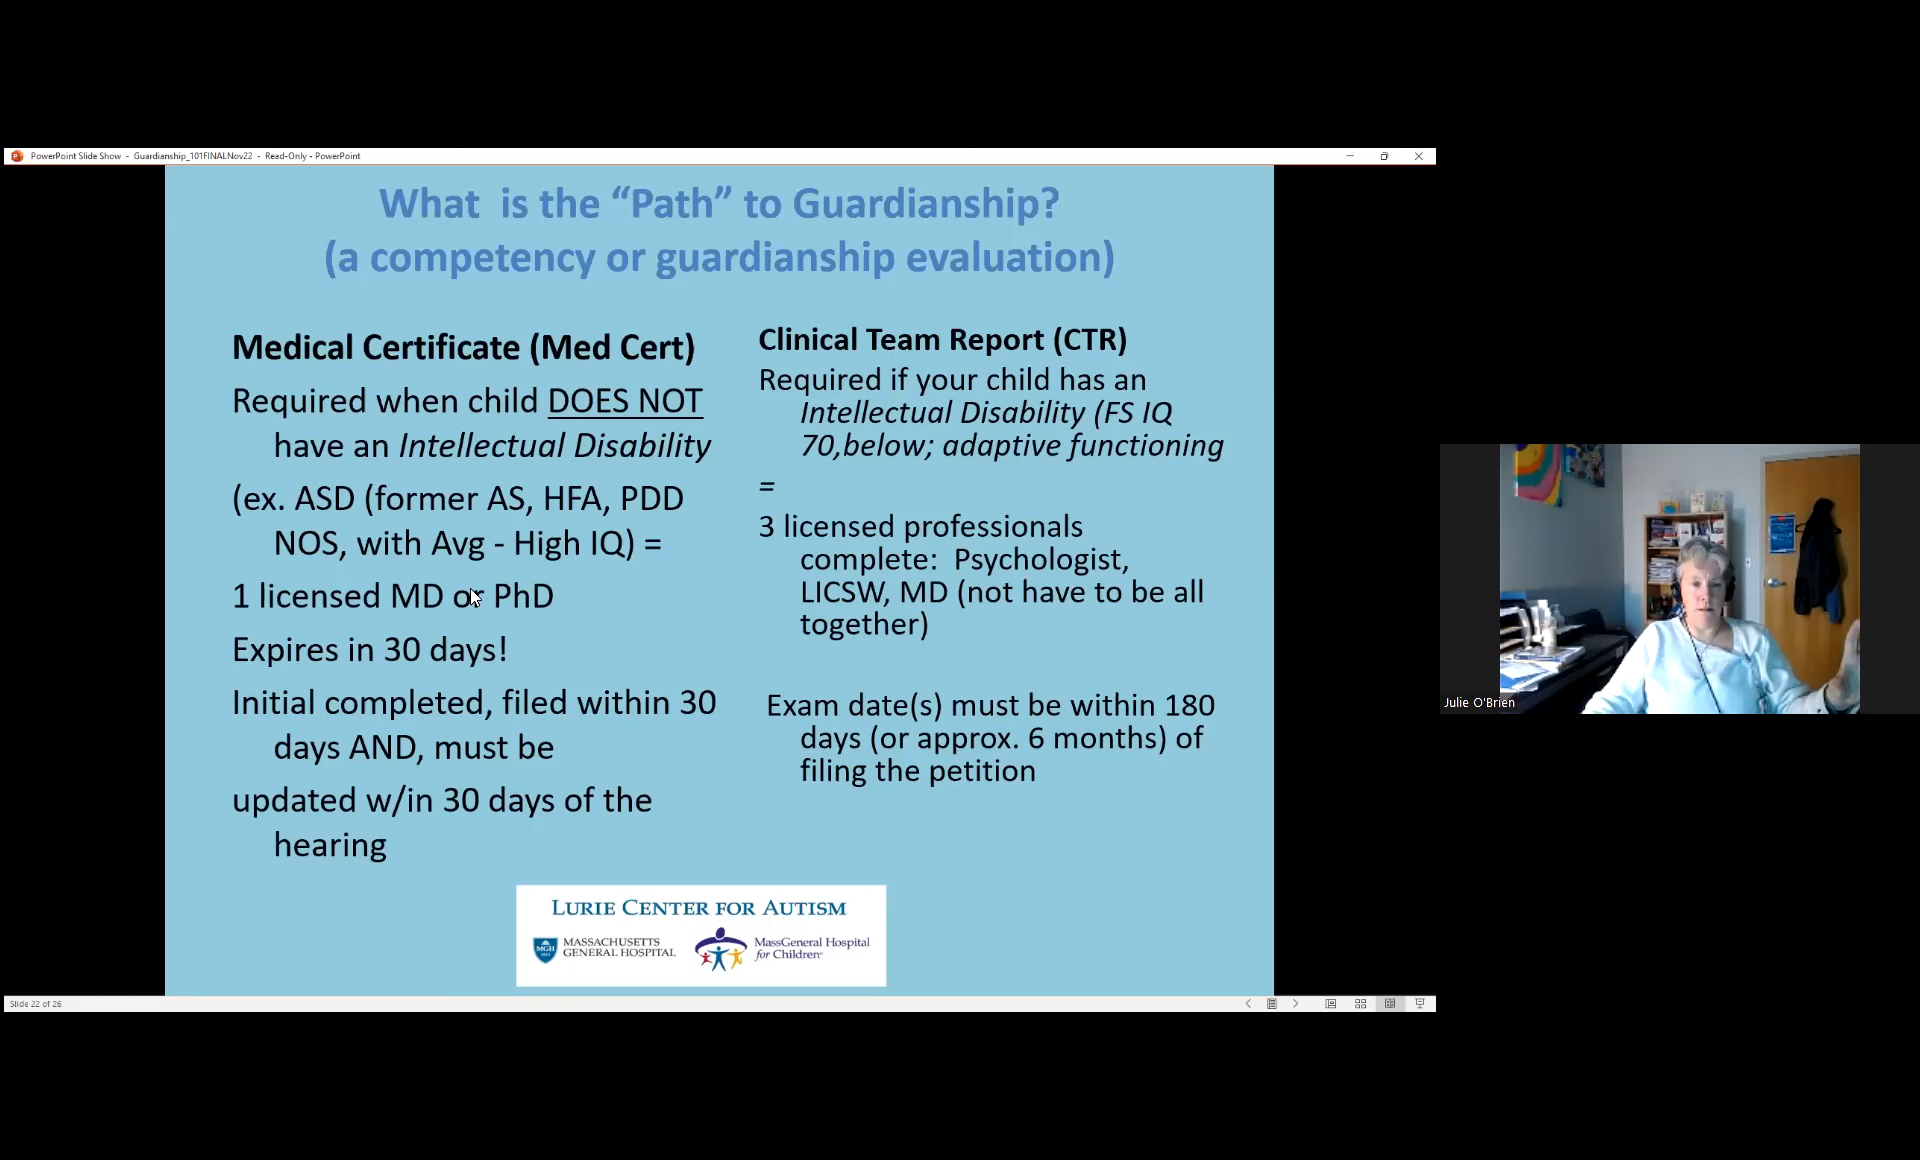 PowerPoint Slide Show - Guardianship_101FINALNov22 - Read-Only - PowerPoint
What is the “Path” to Guardianship?
(a competency or guardianship evaluation)
Medical Certificate (Med Cert)
Required when child DOES NOT
have an Intellectual Disability
(ex. ASD (former AS, HFA, PDD
NOS, with Avg - High IQ) =
1 licensed MD or PhD
Expires in 30 days!
Initial completed, filed within 30
days AND, must be
updated w/in 30 days of the
hearing
Clinical Team Report (CTR)
Required if your child has an
Intellectual Disability (FS IQ
70,below; adaptive functioning
=
3 licensed professionals
complete: Psychologist,
LICSW, MD (not have to be all
together)
Exam date(s) must be within 180
days (or approx. 6 months) of
filing the petition
LURIE CENTER FOR AUTISM
MGH
MASSACHUSETTS
GENERAL HOSPITAL
MassGeneral Hospital
for Children
Slide 22 of 26
Julie O'Brien